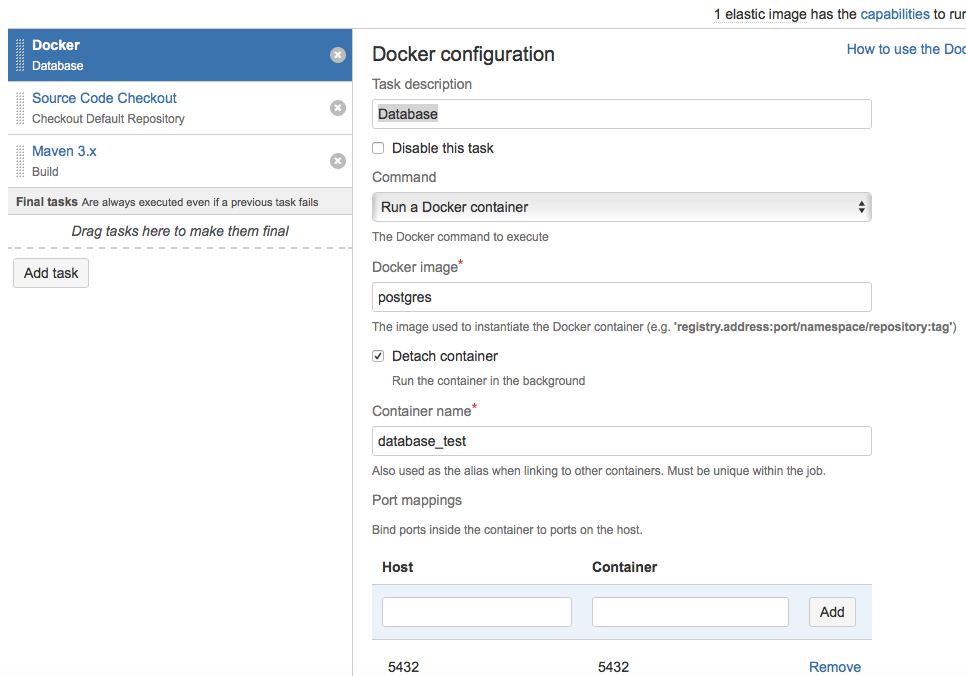 1 elastic image has the capabilities to run
Docker
Database
Source Code Checkout
Checkout Default Repository
Maven 3.x
Build
Final tasks Are always executed even if a previous task fails
Drag tasks here to make them final
Add task
Docker configuration
How to use the Doc
Task description
Database
Disable this task
Command
Run a Docker container
The Docker command to execute
Docker image*
postgres
The image used to instantiate the Docker container (e.g. 'registry.address:port/namespace/repository:tag')
Detach container
Run the container in the background
Container name*
database_test
Also used as the alias when linking to other containers. Must be unique within the job.
Port mappings
Bind ports inside the container to ports on the host.
Host Container
Add
5432 5432 Remove